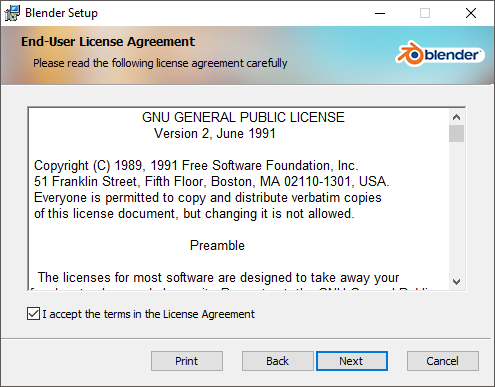 Blender Setup
End-User License Agreement
Please read the following license agreement carefully
blender
GNU GENERAL PUBLIC LICENSE
Version 2, June 1991
Copyright (C) 1989, 1991 Free Software Foundation, Inc.
51 Franklin Street, Fifth Floor, Boston, MA 02110-1301, USA.
Everyone is permitted to copy and distribute verbatim copies
of this license document, but changing it is not allowed.
Preamble
The licenses for most software are designed to take away your
I accept the terms in the License Agreement
Print
Back
Next
Cancel